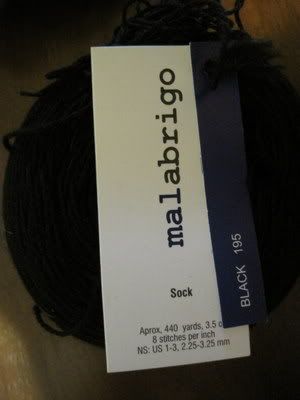 malabrigo
Sock
Aprox, 440 yards, 3.5
8 stitches per inch
NS: US 1-3, 2.25-3.25 mm
BLACK 195